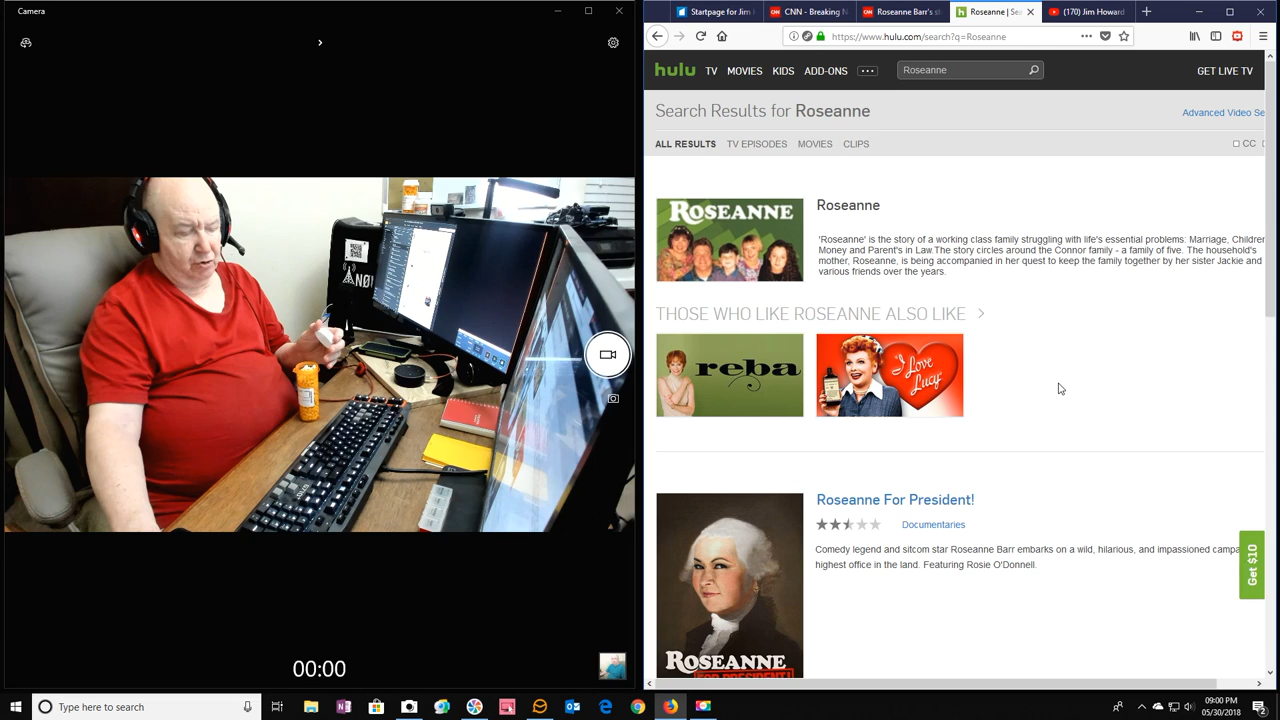 Camera
00:00
Startpage for Jim
CNN - Breaking N
Roseanne Barr's s
Roseanne | Sea
(170) Jim Howard
https://www.hulu.com/search?q=Roseanne
hulu TV MOVIES KIDS ADD-ONS Roseanne GET LIVE TV
Search Results for Roseanne
Advanced Video Se
ALL RESULTS TV EPISODES MOVIES CLIPS CC
ROSEANNE
Roseanne
'Roseanne' is the story of a working class family struggling with life's essential problems: Marriage, Children
Money and Parent's in Law The story circles around the Connor family - a family of five. The household's
mother, Roseanne, is being accompanied in her quest to keep the family together by her sister Jackie and
various friends over the years.
THOSE WHO LIKE ROSEANNE ALSO LIKE
reba
I Love
Lucy
Roseanne For President!
Documentaries
Comedy legend and sitcom star Roseanne Barr embarks on a wild, hilarious, and impassioned campa
highest office in the land. Featuring Rosie O'Donnell.
ROSEANNE
FOR PRESIDENT!
Get $10
Type here to search
09:00 PM
05/30/2018
2